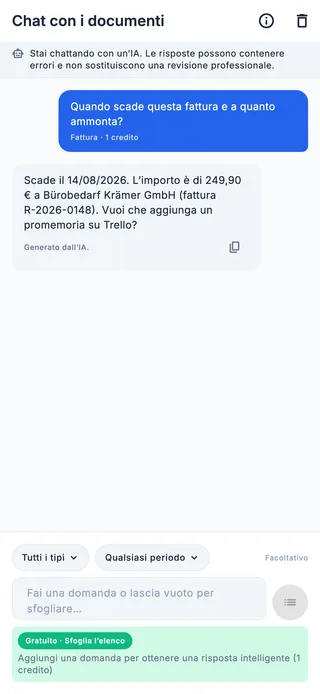 Chat con i documenti
Stai chattando con un'IA. Le risposte possono contenere
errori e non sostituiscono una revisione professionale.
Quando scade questa fattura e a quanto
ammonta?
Fattura · 1 credito
Scade il 14/08/2026. L'importo è di 249,90
€ a Bürobedarf Krämer GmbH (fattura
R-2026-0148). Vuoi che aggiunga un
promemoria su Trello?
Generato dall'IA.
Tutti i tipi
Qualsiasi periodo
Facoltativo
Fai una domanda o lascia vuoto per
sfogliare...
Gratuito · Sfoglia l'elenco
Aggiungi una domanda per ottenere una risposta intelligente (1
credito)